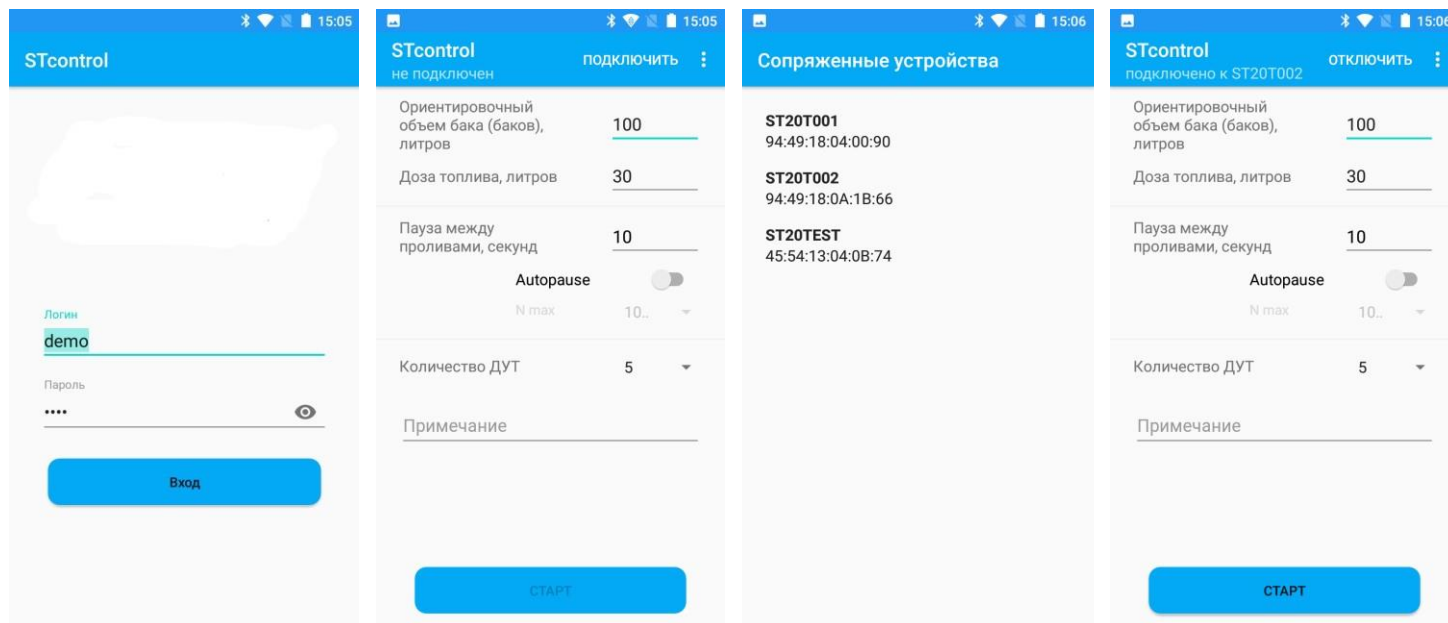 15:05
STcontrol
Логин
demo
Пароль
••••
Вход
15:05
STcontrol
не подключен
ПОДКЛЮЧИТЬ
Ориентировочный
объем бака (баков),
литров
100
Доза топлива, литров
30
Пауза между
проливами, секунд
10
Autopause
N max
10..
Количество ДУТ
5
Примечание
СТАРТ
15:06
Сопряженные устройства
ST20T001
94:49:18:04:00:90
ST20T002
94:49:18:0A:1B:66
ST20TEST
45:54:13:04:0B:74
15:06
STcontrol
подключено к ST20T002
ОТКЛЮЧИТЬ
Ориентировочный
объем бака (баков),
литров
100
Доза топлива, литров
30
Пауза между
проливами, секунд
10
Autopause
N max
10..
Количество ДУТ
5
Примечание
СТАРТ